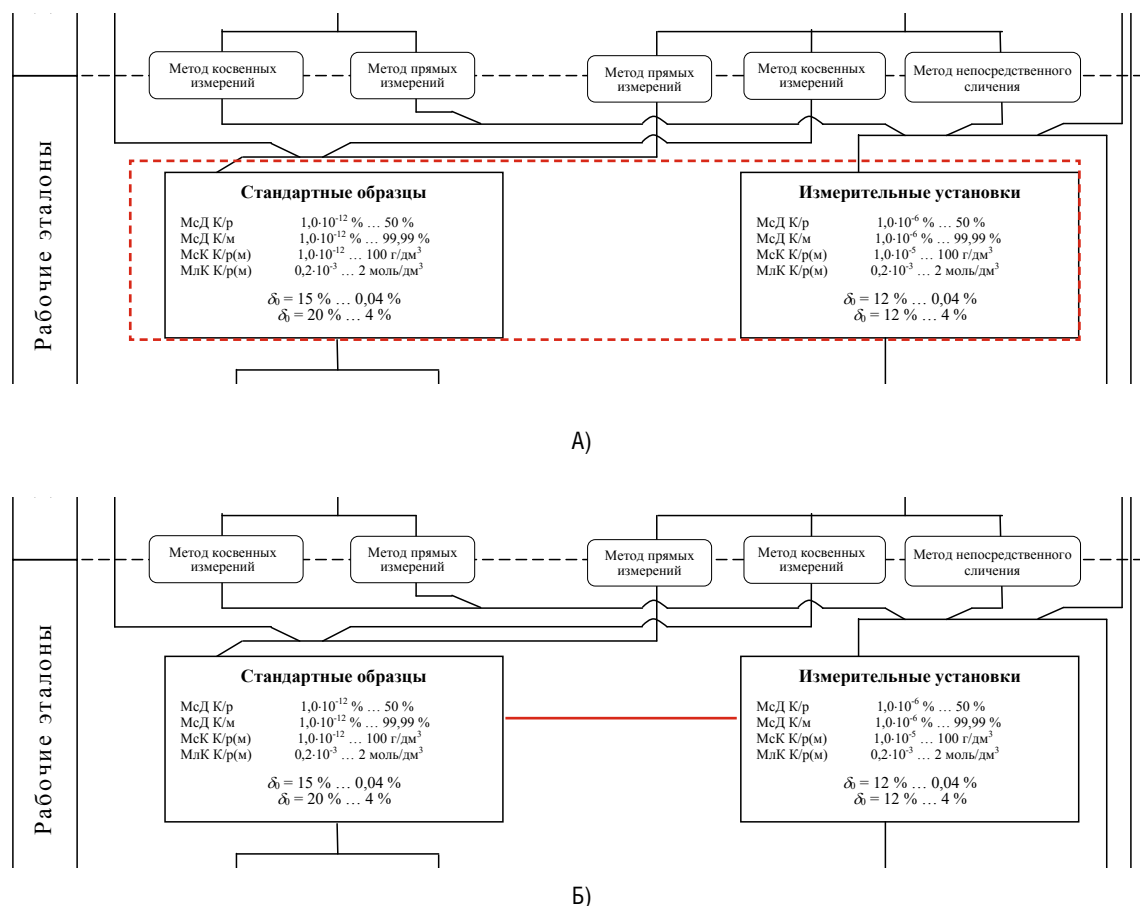 Метод косвенных
измерений
Метод прямых
измерений
Метод прямых
измерений
Метод косвенных
измерений
Метод непосредственного
сличения
Рабочие эталоны
Стандартные образцы
МсД К/р 1,0·10⁻¹² % … 50 %
МсД К/м 1,0·10⁻¹² % … 99,99 %
МсК К/р(м) 1,0·10⁻¹² … 100 г/дм³
МлК К/р(м) 0,2·10⁻³ … 2 моль/дм³
δ₀ = 15 % … 0,04 %
δ₀ = 20 % … 4 %
Измерительные установки
МсД К/р 1,0·10⁻⁶ % … 50 %
МсД К/м 1,0·10⁻⁶ % … 99,99 %
МсК К/р(м) 1,0·10⁻⁵ … 100 г/дм³
МлК К/р(м) 0,2·10⁻³ … 2 моль/дм³
δ₀ = 12 % … 0,04 %
δ₀ = 12 % … 4 %
А)
Метод косвенных
измерений
Метод прямых
измерений
Метод прямых
измерений
Метод косвенных
измерений
Метод непосредственного
сличения
Рабочие эталоны
Стандартные образцы
МсД К/р 1,0·10⁻¹² % … 50 %
МсД К/м 1,0·10⁻¹² % … 99,99 %
МсК К/р(м) 1,0·10⁻¹² … 100 г/дм³
МлК К/р(м) 0,2·10⁻³ … 2 моль/дм³
δ₀ = 15 % … 0,04 %
δ₀ = 20 % … 4 %
Измерительные установки
МсД К/р 1,0·10⁻⁶ % … 50 %
МсД К/м 1,0·10⁻⁶ % … 99,99 %
МсК К/р(м) 1,0·10⁻⁵ … 100 г/дм³
МлК К/р(м) 0,2·10⁻³ … 2 моль/дм³
δ₀ = 12 % … 0,04 %
δ₀ = 12 % … 4 %
Б)